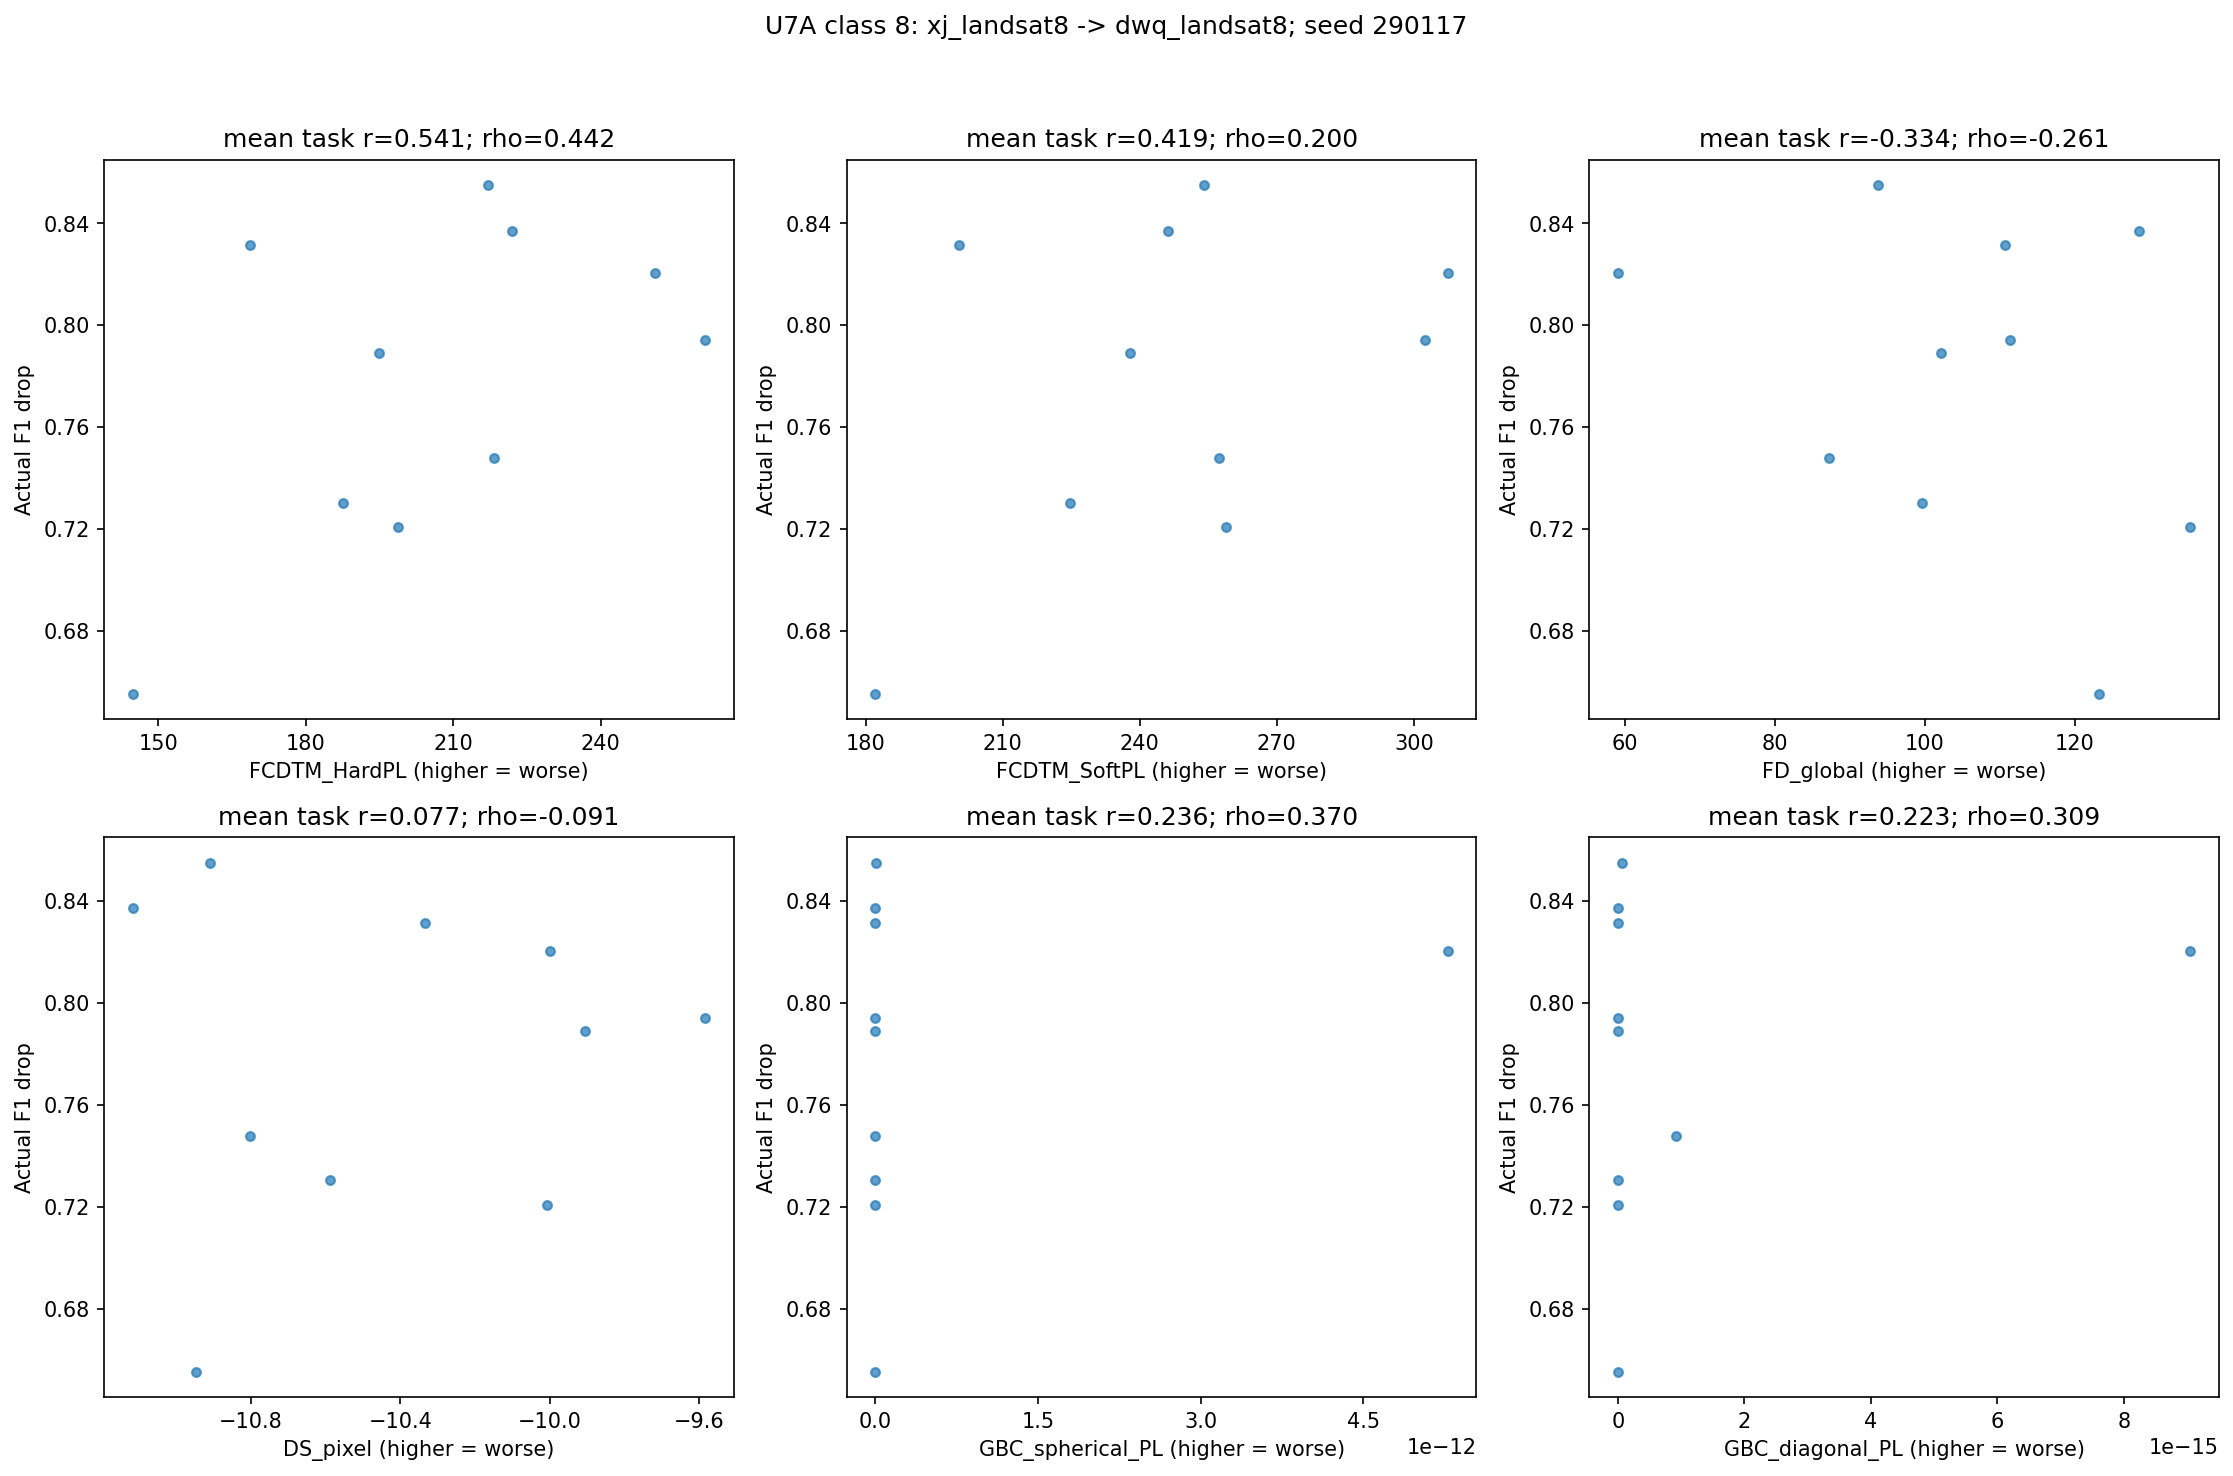 U7A class 8: xj_landsat8 -> dwq_landsat8; seed 290117
mean task r=0.541; rho=0.442
Actual F1 drop
0.84
0.80
0.76
0.72
0.68
150 180 210 240
FCDTM_HardPL (higher = worse)
mean task r=0.419; rho=0.200
Actual F1 drop
0.84
0.80
0.76
0.72
0.68
180 210 240 270 300
FCDTM_SoftPL (higher = worse)
mean task r=-0.334; rho=-0.261
Actual F1 drop
0.84
0.80
0.76
0.72
0.68
60 80 100 120
FD_global (higher = worse)
mean task r=0.077; rho=-0.091
Actual F1 drop
0.84
0.80
0.76
0.72
0.68
−10.8 −10.4 −10.0 −9.6
DS_pixel (higher = worse)
mean task r=0.236; rho=0.370
Actual F1 drop
0.84
0.80
0.76
0.72
0.68
0.0 1.5 3.0 4.5
GBC_spherical_PL (higher = worse) 1e−12
mean task r=0.223; rho=0.309
Actual F1 drop
0.84
0.80
0.76
0.72
0.68
0 2 4 6 8
GBC_diagonal_PL (higher = worse) 1e−15